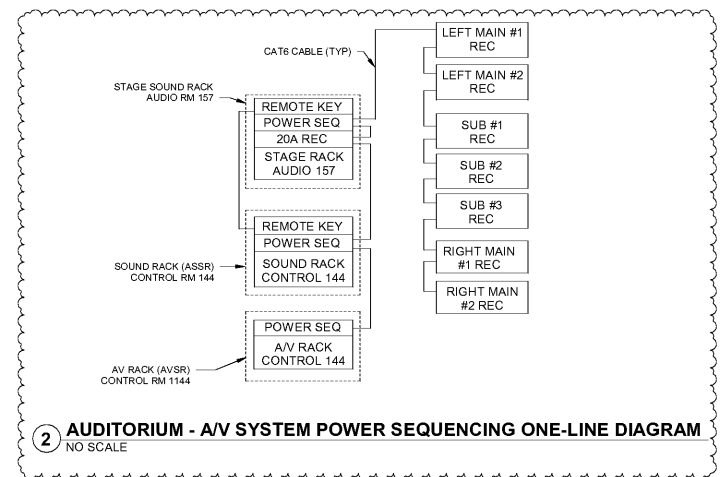 CAT6 CABLE (TYP)
STAGE SOUND RACK
AUDIO RM 157
REMOTE KEY
POWER SEQ
20A REC
STAGE RACK
AUDIO 157
SOUND RACK (ASSR)
CONTROL RM 144
REMOTE KEY
POWER SEQ
SOUND RACK
CONTROL 144
AV RACK (AVSR)
CONTROL RM 1144
POWER SEQ
A/V RACK
CONTROL 144
LEFT MAIN #1
REC
LEFT MAIN #2
REC
SUB #1
REC
SUB #2
REC
SUB #3
REC
RIGHT MAIN
#1 REC
RIGHT MAIN
#2 REC
2
AUDITORIUM - A/V SYSTEM POWER SEQUENCING ONE-LINE DIAGRAM
NO SCALE